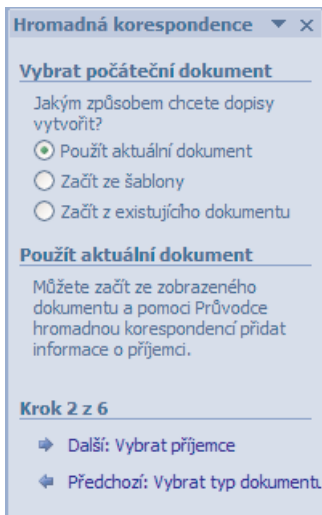 Hromadná korespondence
Vybrat počáteční dokument
Jakým způsobem chcete dopisy
vytvořit?
Použít aktuální dokument
Začít ze šablony
Začít z existujícího dokumentu
Použít aktuální dokument
Můžete začít ze zobrazeného
dokumentu a pomoci Průvodce
hromadnou korespondencí přidat
informace o příjemci.
Krok 2 z 6
Další: Vybrat příjemce
Předchozí: Vybrat typ dokumentu